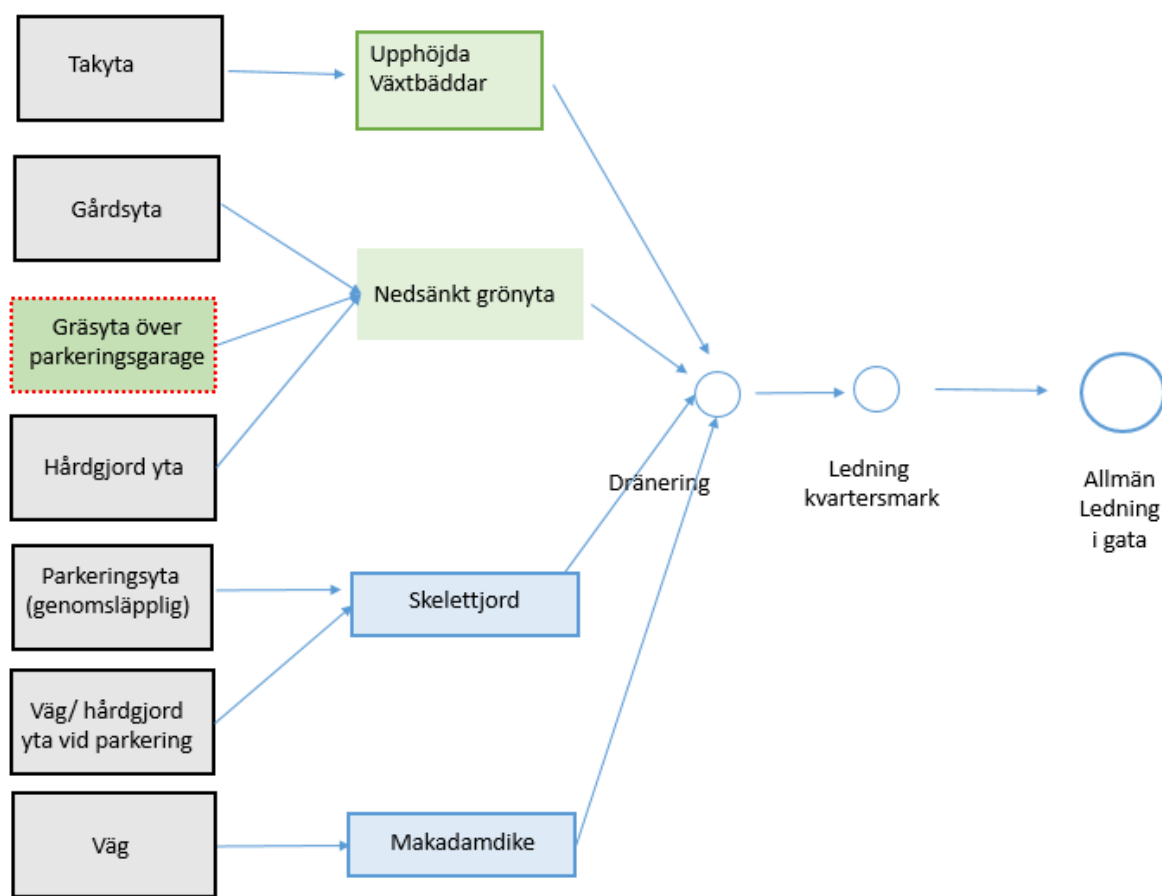 Takyta
Upphöjda
Växtbäddar
Gårdsyta
Nedsänkt grönyta
Gräsyta över
parkeringsgarage
Hårdgjord yta
Dränering
Ledning
kvartersmark
Allmän
Ledning
i gata
Parkeringsyta
(genomsläpplig)
Skelettjord
Väg/ hårdgjord
yta vid parkering
Väg
Makadamdike